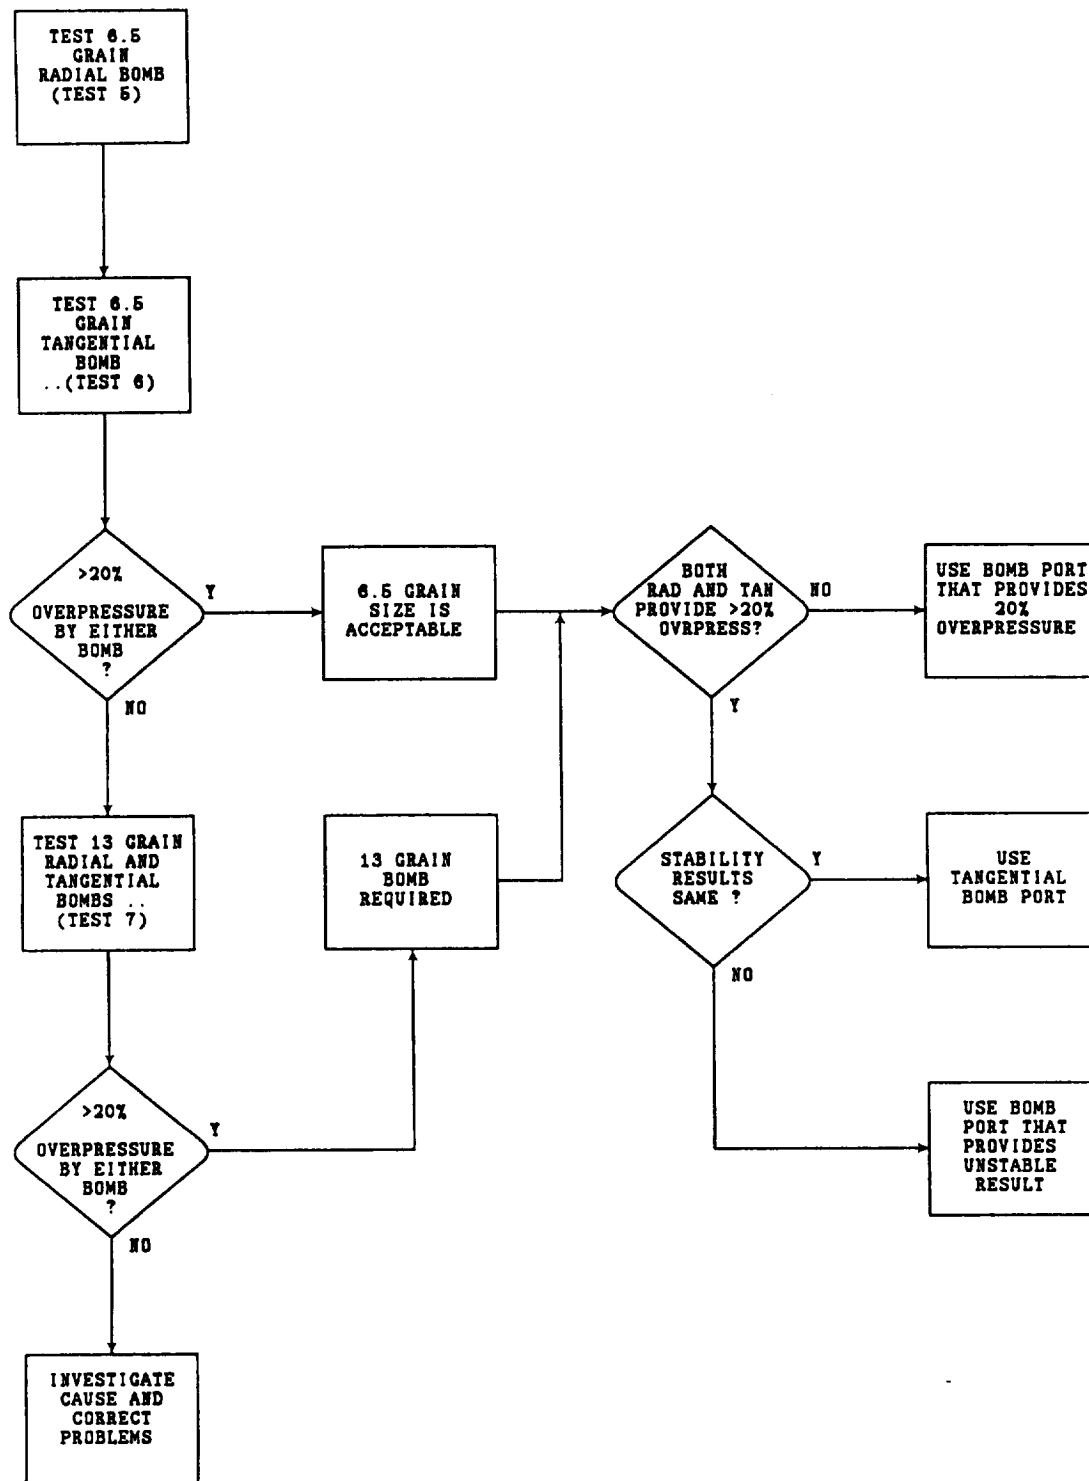 TEST 6.5
GRAIN
RADIAL BOMB
(TEST 5)
TEST 6.5
GRAIN
TANGENTIAL
BOMB
..(TEST 6)
>20%
OVERPRESSURE
BY EITHER
BOMB
?
Y
NO
6.5 GRAIN
SIZE IS
ACCEPTABLE
BOTH
RAD AND TAN
PROVIDE >20%
OVRPRESS?
NO
Y
USE BOMB PORT
THAT PROVIDES
20%
OVERPRESSURE
TEST 13 GRAIN
RADIAL AND
TANGENTIAL
BOMBS ..
(TEST 7)
13 GRAIN
BOMB
REQUIRED
STABILITY
RESULTS
SAME ?
Y
NO
USE
TANGENTIAL
BOMB PORT
>20%
OVERPRESSURE
BY EITHER
BOMB
?
Y
NO
USE BOMB
PORT THAT
PROVIDES
UNSTABLE
RESULT
INVESTIGATE
CAUSE AND
CORRECT
PROBLEMS